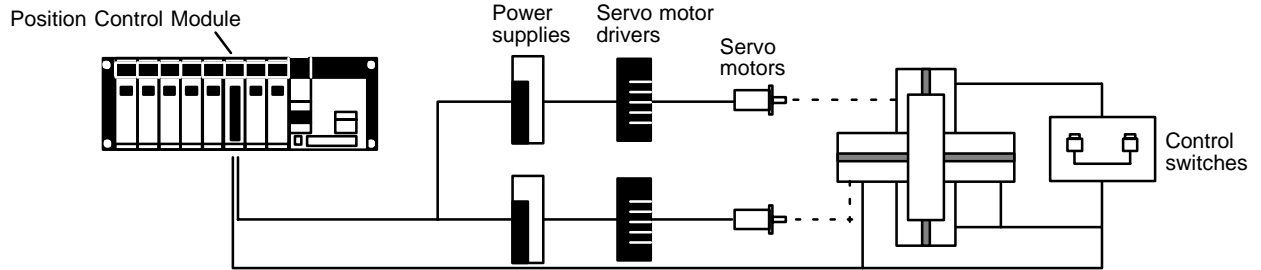 Position Control Module
Power
supplies
Servo motor
drivers
Servo
motors
Control
switches